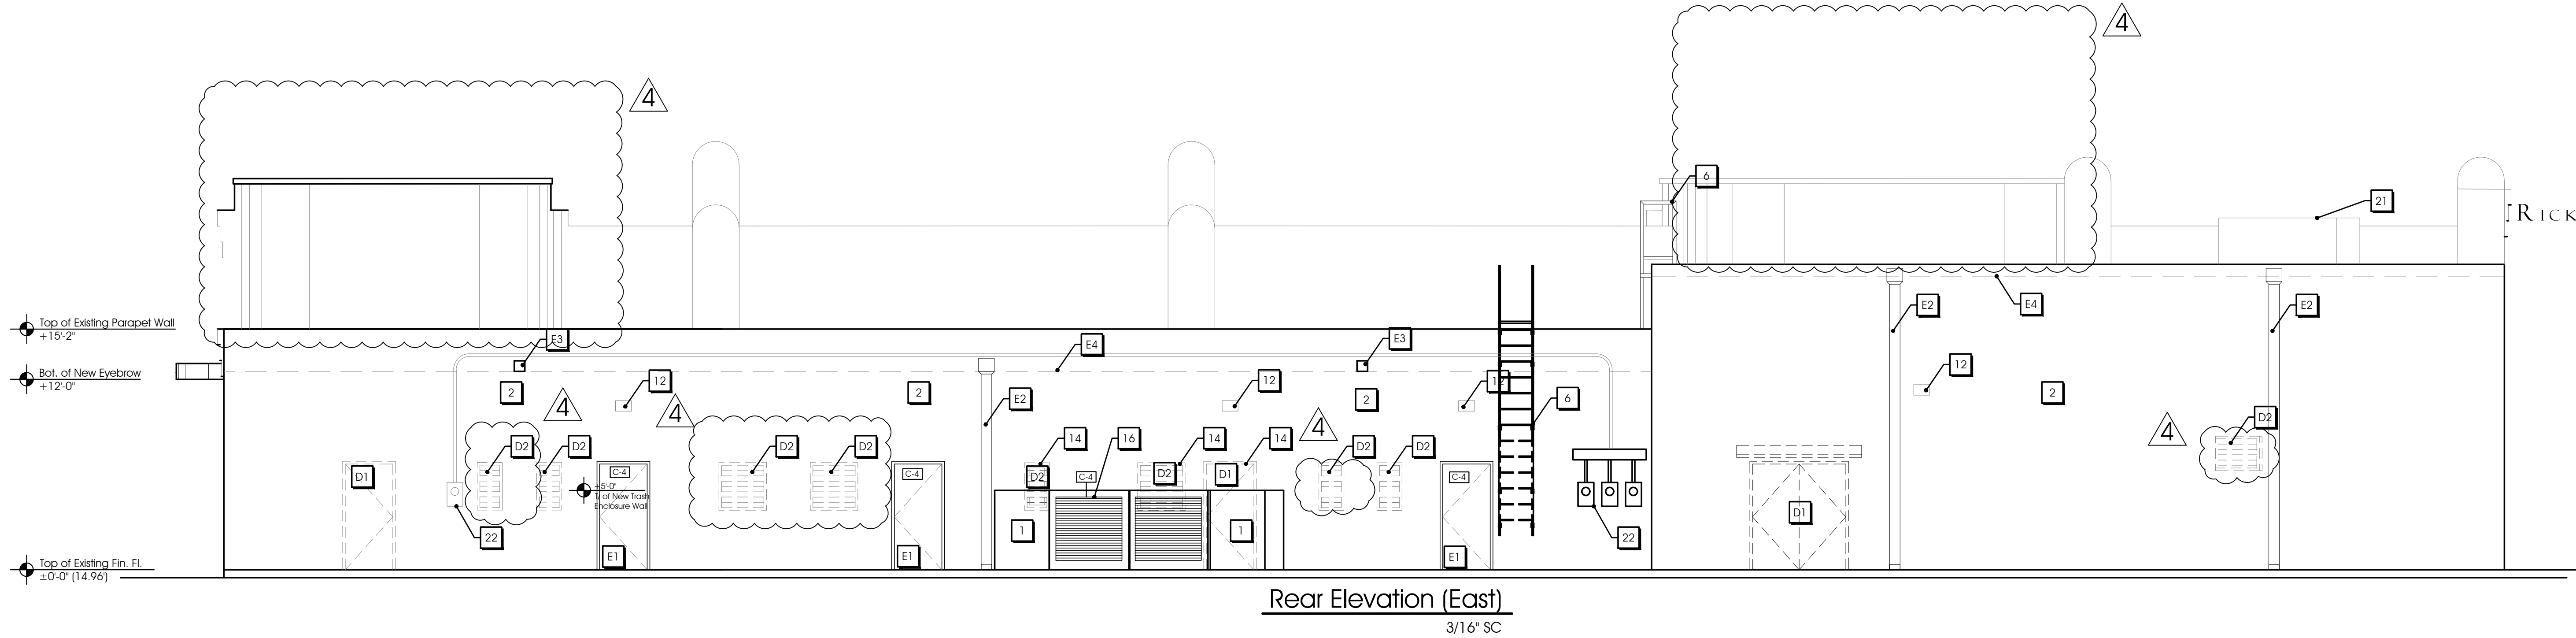 4
4
6
21
RICK
Top of Existing Parapet Wall
+15'-2"
E3
E4
E3
E2
E4
E2
Bot. of New Eyebrow
+12'-0"
2
12
2
E2
12
2
12
6
12
2
4
4
4
4
D2
D2
D2
D2
D2
14
16
14
14
D2
D2
D1
C-4
C-4
D2
C-4
D2
D1
C-4
+5'-0"
T/ of New Trash
Enclosure Wall
22
1
1
22
D1
E1
E1
E1
Top of Existing Fin. Fl.
±0'-0" (14.96')
Rear Elevation (East)
3/16" SC